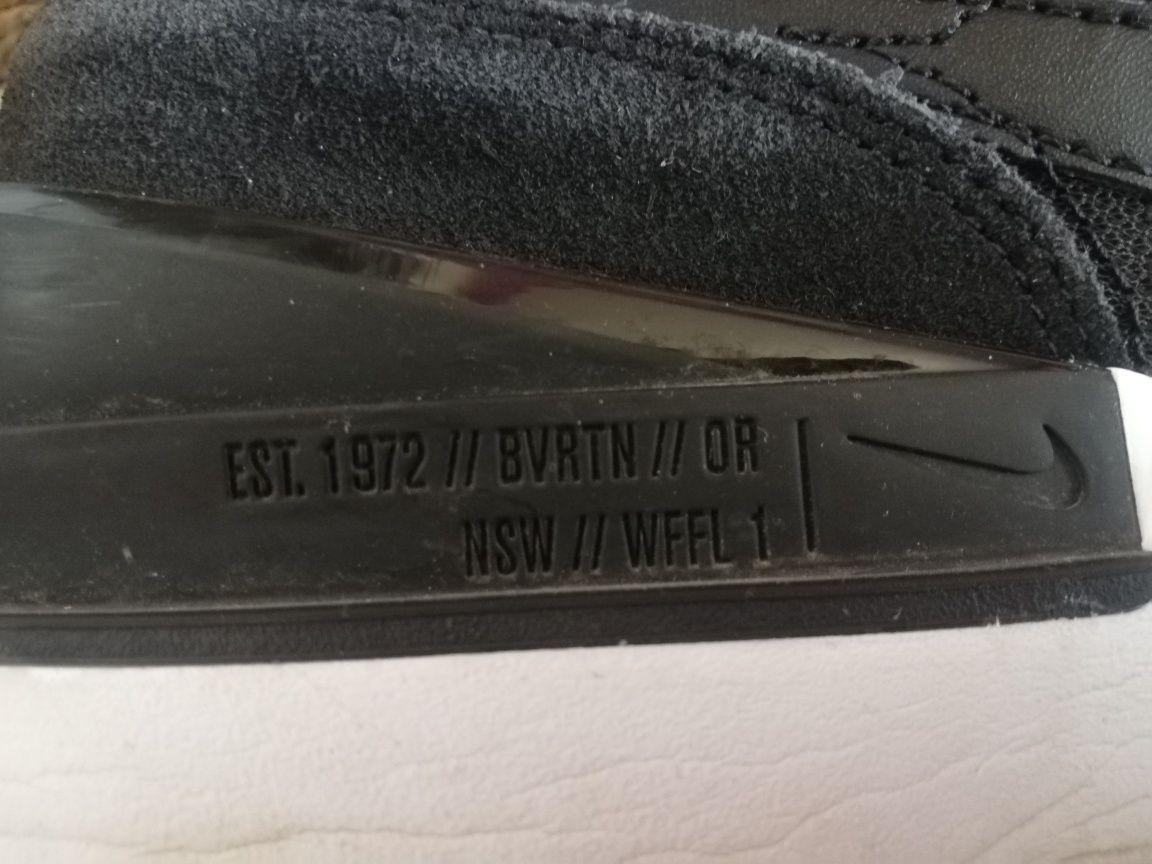 EST. 1972 // BVRTN // OR
NSW // WFFL 1